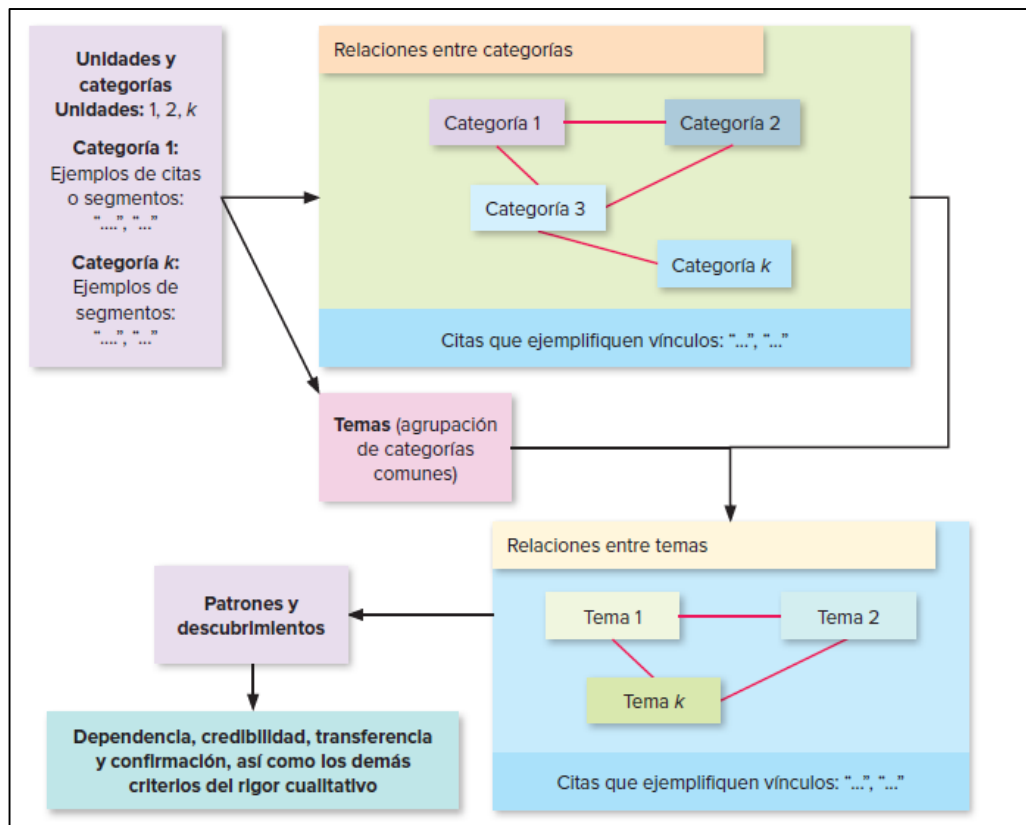 Unidades y
categorías
Unidades: 1, 2, k
Categoría 1:
Ejemplos de citas
o segmentos:
“....”, “...”
Categoría k:
Ejemplos de
segmentos:
“....”, “...”
Relaciones entre categorías
Categoría 1
Categoría 2
Categoría 3
Categoría k
Citas que ejemplifiquen vínculos: “...”, “...”
Temas (agrupación
de categorías
comunes)
Relaciones entre temas
Tema 1
Tema 2
Tema k
Citas que ejemplifiquen vínculos: “...”, “...”
Patrones y
descubrimientos
Dependencia, credibilidad, transferencia
y confirmación, así como los demás
criterios del rigor cualitativo